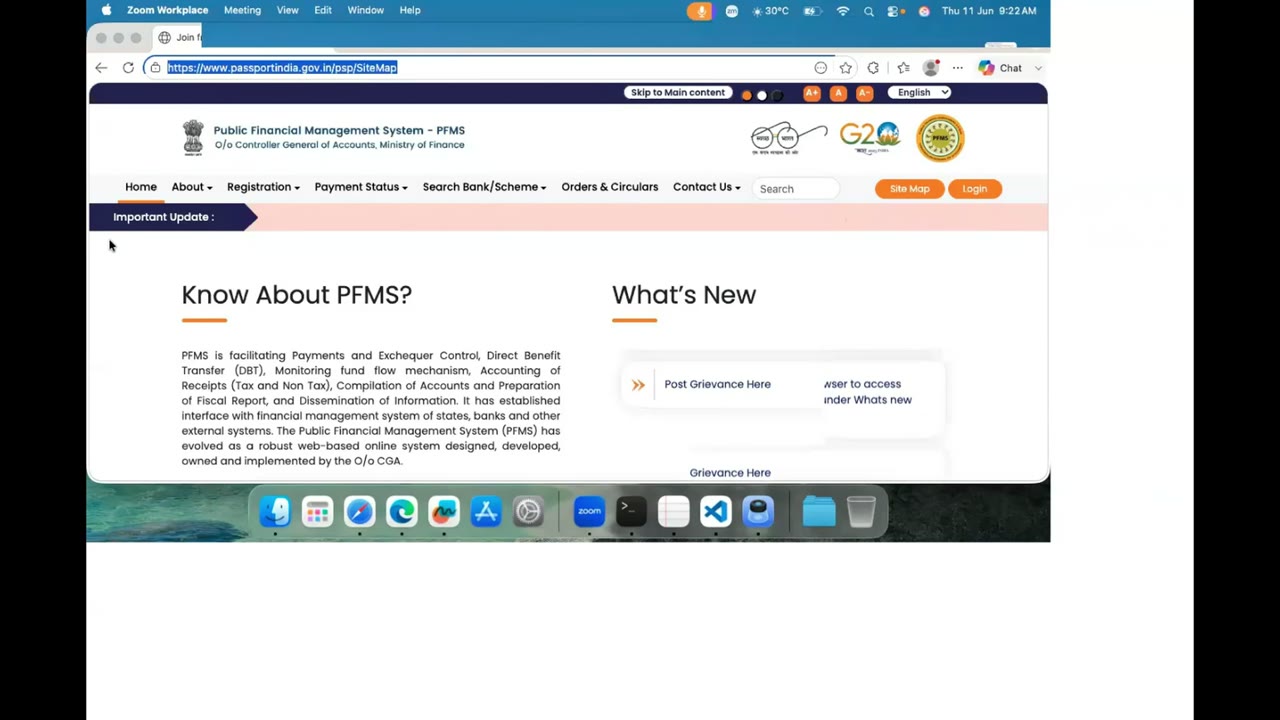 Zoom Workplace Meeting View Edit Window Help
zm 30°C Thu 11 Jun 9:22 AM
Join f
https://www.passportindia.gov.in/psp/SiteMap
Chat
Skip to Main content
A+ A A- English
Public Financial Management System - PFMS
O/o Controller General of Accounts, Ministry of Finance
G20
PFMS
Home About Registration Payment Status Search Bank/Scheme Orders & Circulars Contact Us Search Site Map Login
Important Update :
Know About PFMS?
PFMS is facilitating Payments and Exchequer Control, Direct Benefit
Transfer (DBT), Monitoring fund flow mechanism, Accounting of
Receipts (Tax and Non Tax), Compilation of Accounts and Preparation
of Fiscal Report, and Dissemination of Information. It has established
interface with financial management system of states, banks and other
external systems. The Public Financial Management System (PFMS) has
evolved as a robust web-based online system designed, developed,
owned and implemented by the O/o CGA.
What's New
Post Grievance Here
wser to access
under Whats new
Grievance Here
zoom